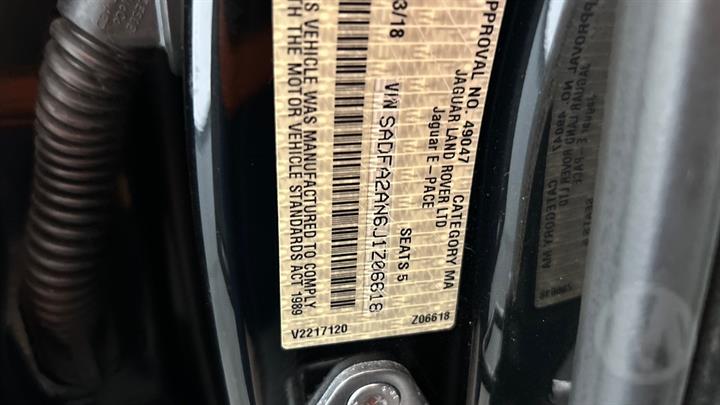 APPROVAL NO. 49047 CATEGORY MA
JAGUAR LAND ROVER LTD
Jaguar E - PACE
SEATS 5
3/18 VIN SADFA2AN6J1Z06618
VEHICLE WAS MANUFACTURED TO COMPLY
WITH THE MOTOR VEHICLE STANDARDS ACT 1989
V2217120 Z06618